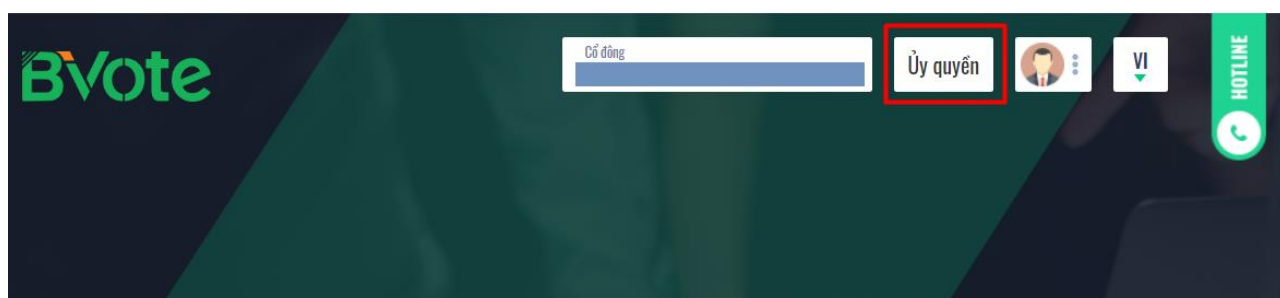 BVote
Cổ đông
Ủy quyền
VI
HOTLINE